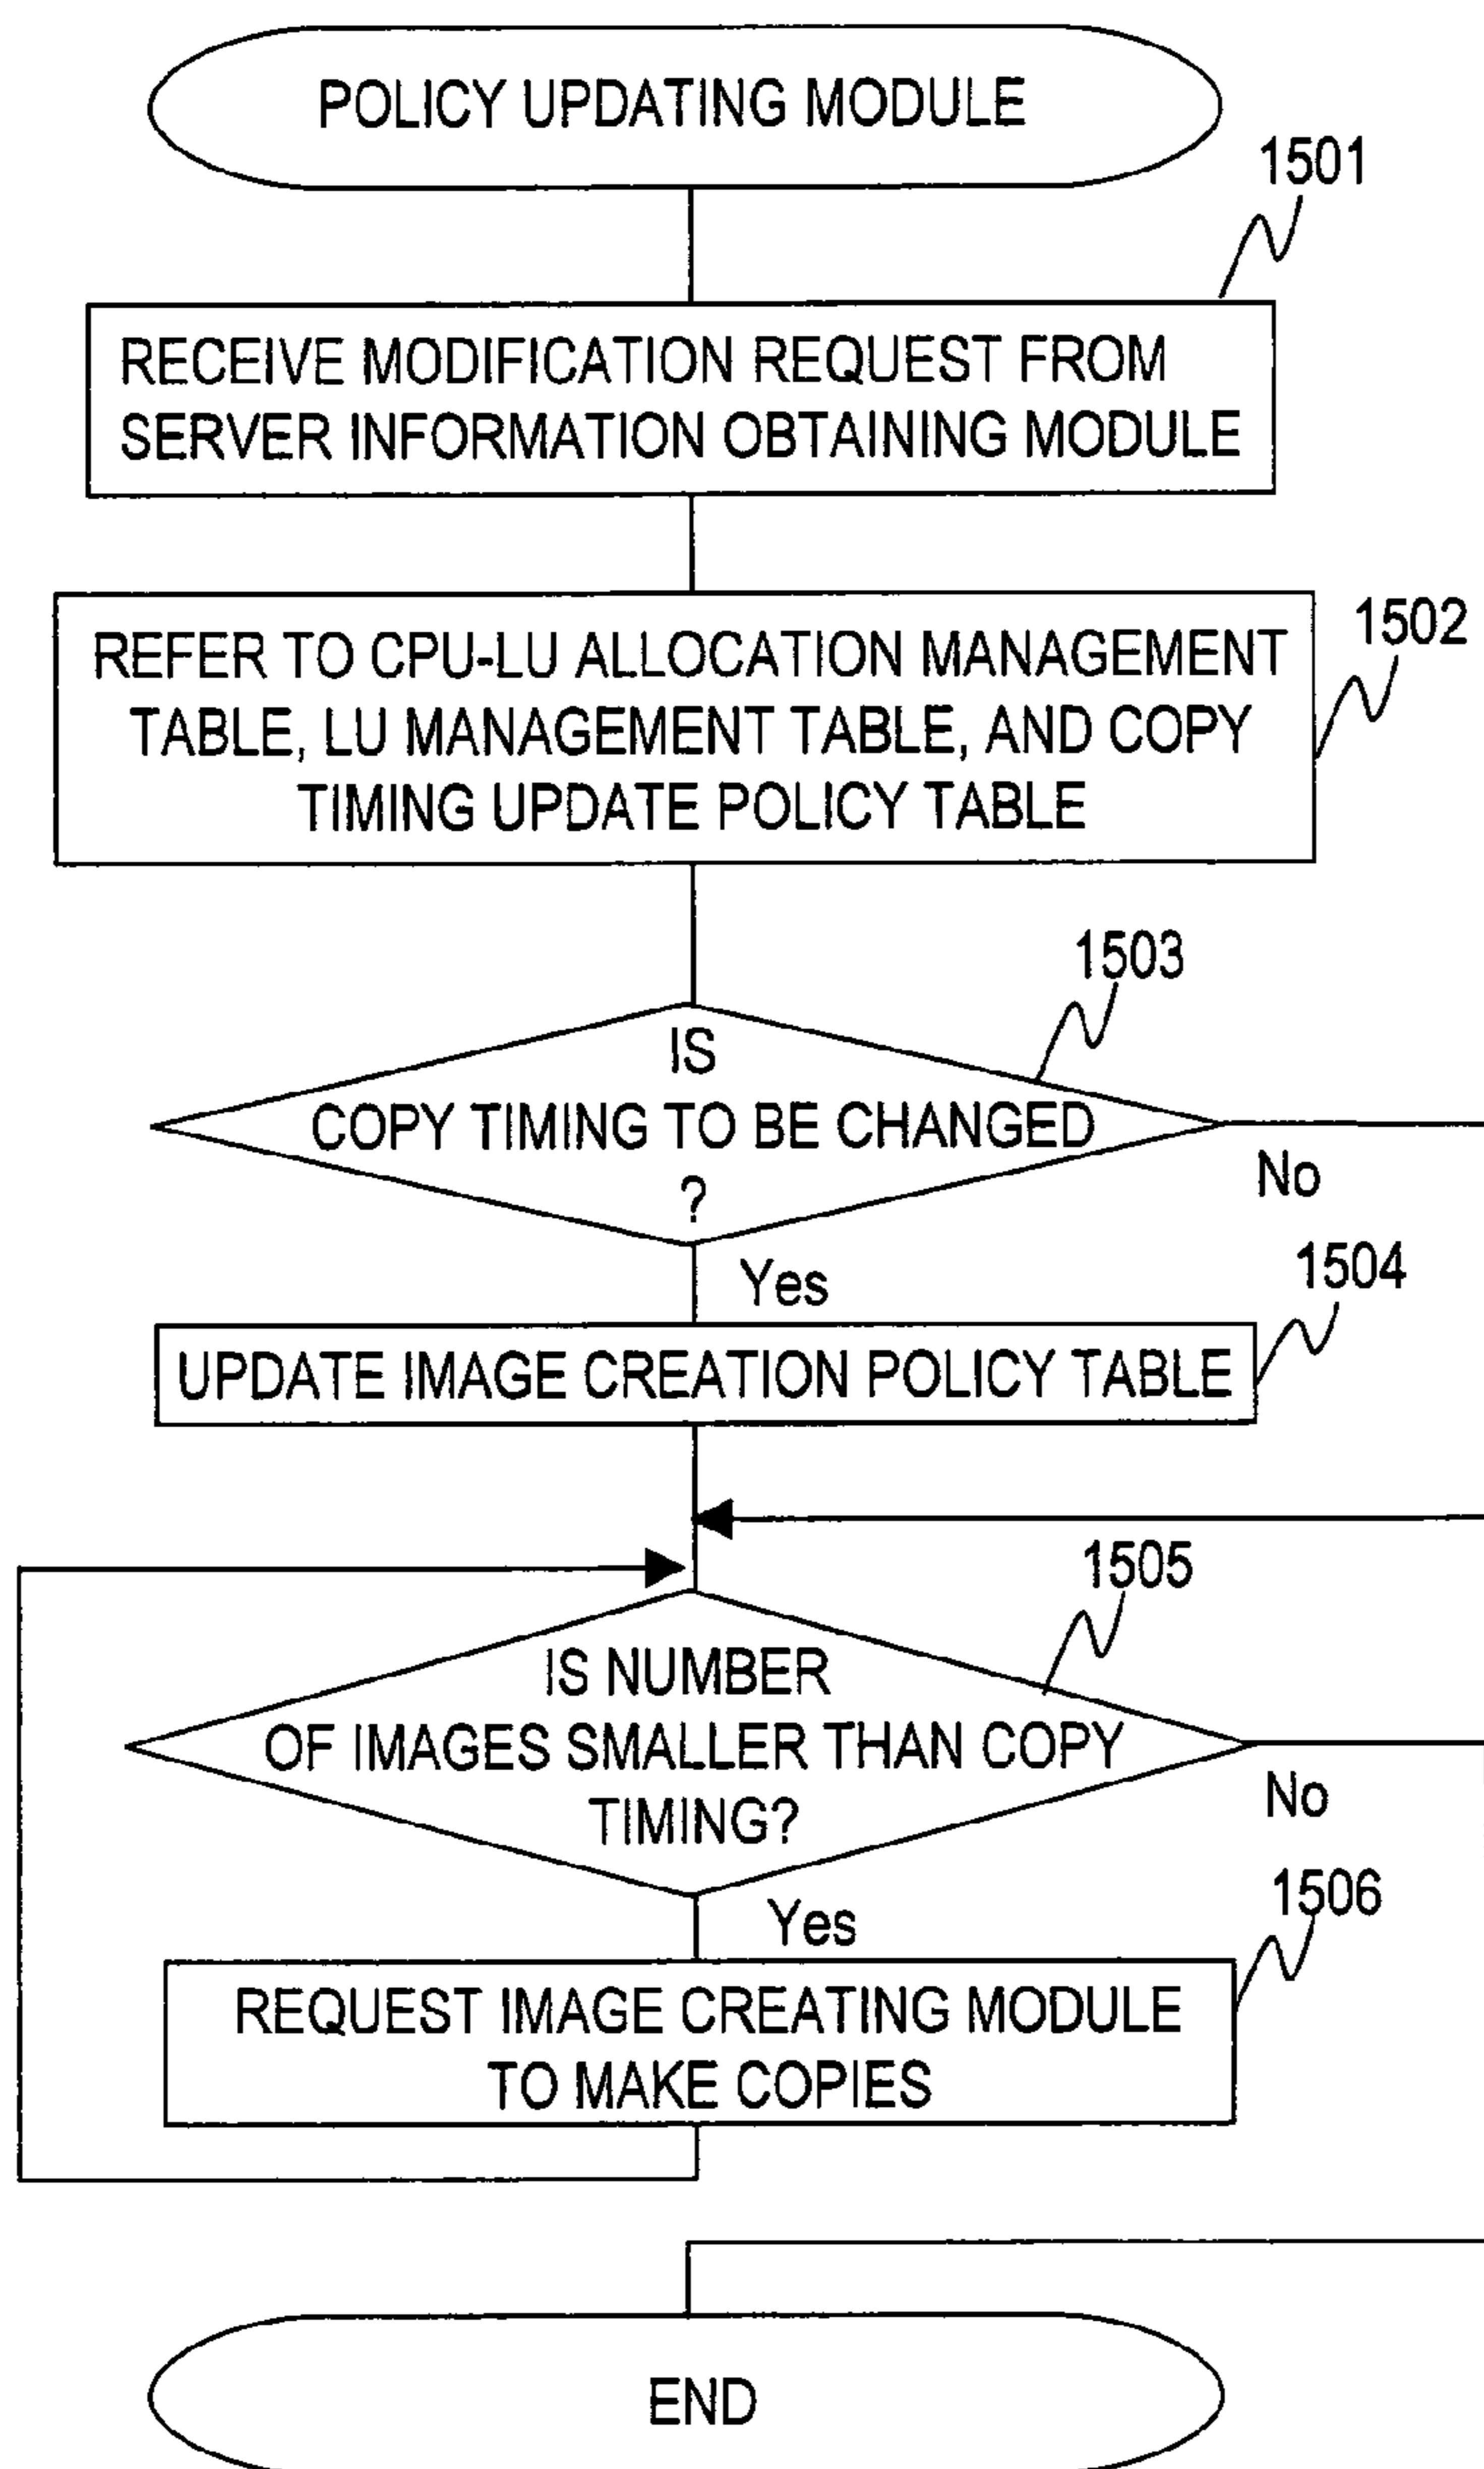 POLICY UPDATING MODULE
1501
RECEIVE MODIFICATION REQUEST FROM
SERVER INFORMATION OBTAINING MODULE
1502
REFER TO CPU-LU ALLOCATION MANAGEMENT
TABLE, LU MANAGEMENT TABLE, AND COPY
TIMING UPDATE POLICY TABLE
1503
IS
COPY TIMING TO BE CHANGED
?
No
Yes
1504
UPDATE IMAGE CREATION POLICY TABLE
1505
IS NUMBER
OF IMAGES SMALLER THAN COPY
TIMING?
No
Yes
1506
REQUEST IMAGE CREATING MODULE
TO MAKE COPIES
END